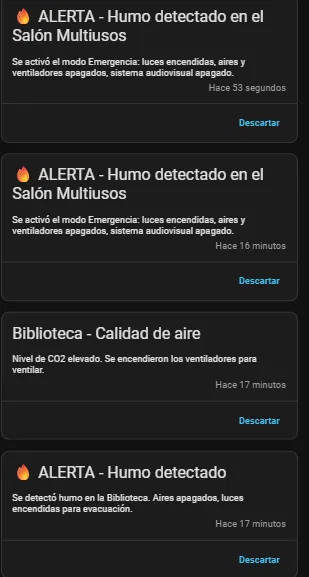 🔥 ALERTA - Humo detectado en el
Salón Multiusos
Se activó el modo Emergencia: luces encendidas, aires y
ventiladores apagados, sistema audiovisual apagado.
Hace 53 segundos
Descartar
🔥 ALERTA - Humo detectado en el
Salón Multiusos
Se activó el modo Emergencia: luces encendidas, aires y
ventiladores apagados, sistema audiovisual apagado.
Hace 16 minutos
Descartar
Biblioteca - Calidad de aire
Nivel de CO2 elevado. Se encendieron los ventiladores para
ventilar.
Hace 17 minutos
Descartar
🔥 ALERTA - Humo detectado
Se detectó humo en la Biblioteca. Aires apagados, luces
encendidas para evacuación.
Hace 17 minutos
Descartar